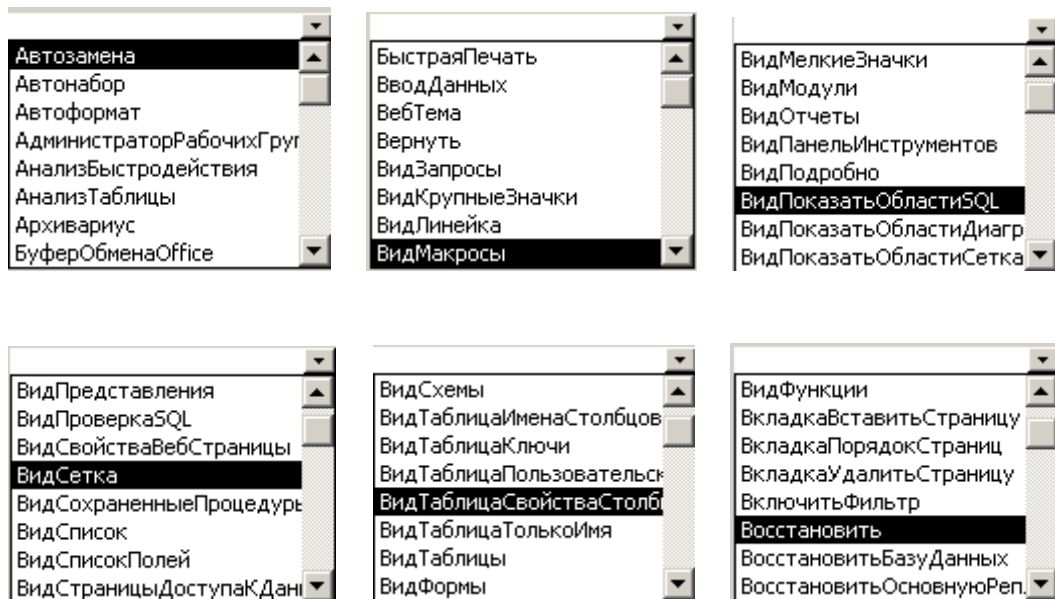 Автозамена
Автонабор
Автоформат
АдминистраторРабочихГруп
АнализБыстродействия
АнализТаблицы
Архивариус
БуферОбменаOffice
БыстраяПечать
ВводДанных
ВебТема
Вернуть
ВидЗапросы
ВидКрупныеЗначки
ВидЛинейка
ВидМакросы
ВидМелкиеЗначки
ВидМодули
ВидОтчеты
ВидПанельИнструментов
ВидПодробно
ВидПоказатьОбластиSQL
ВидПоказатьОбластиДиагр
ВидПоказатьОбластиСетка
ВидПредставления
ВидПроверкаSQL
ВидСвойстваВебСтраницы
ВидСетка
ВидСохраненныеПроцедуры
ВидСписок
ВидСписокПолей
ВидСтраницыДоступаКДанн
ВидСхемы
ВидТаблицаИменаСтолбцов
ВидТаблицаКлючи
ВидТаблицаПользовательск
ВидТаблицаСвойстваСтолб
ВидТаблицаТолькоИмя
ВидТаблицы
ВидФормы
ВидФункции
ВкладкаВставитьСтраницу
ВкладкаПорядокСтраниц
ВкладкаУдалитьСтраницу
ВключитьФильтр
Восстановить
ВосстановитьБазуДанных
ВосстановитьОсновнуюРеп